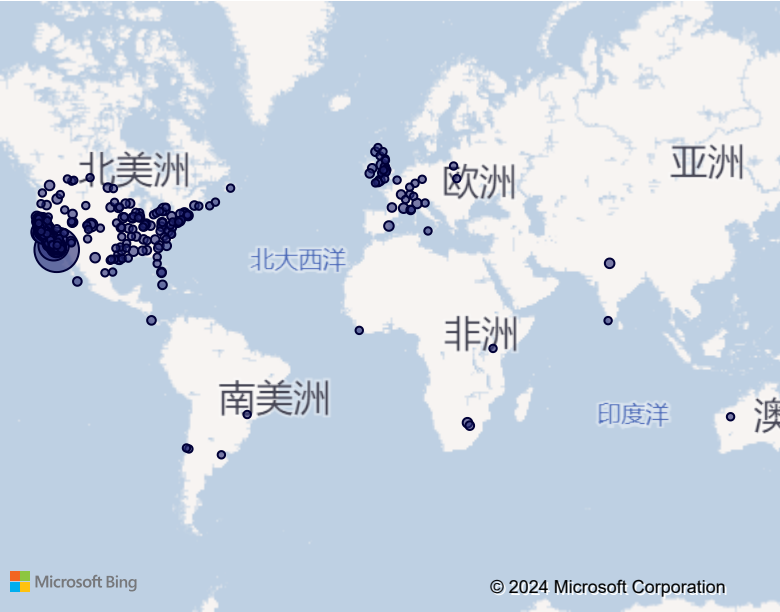 亚洲
北美洲
欧洲
北大西洋
非洲
南美洲
印度洋
澳
Microsoft Bing
© 2024 Microsoft Corporation